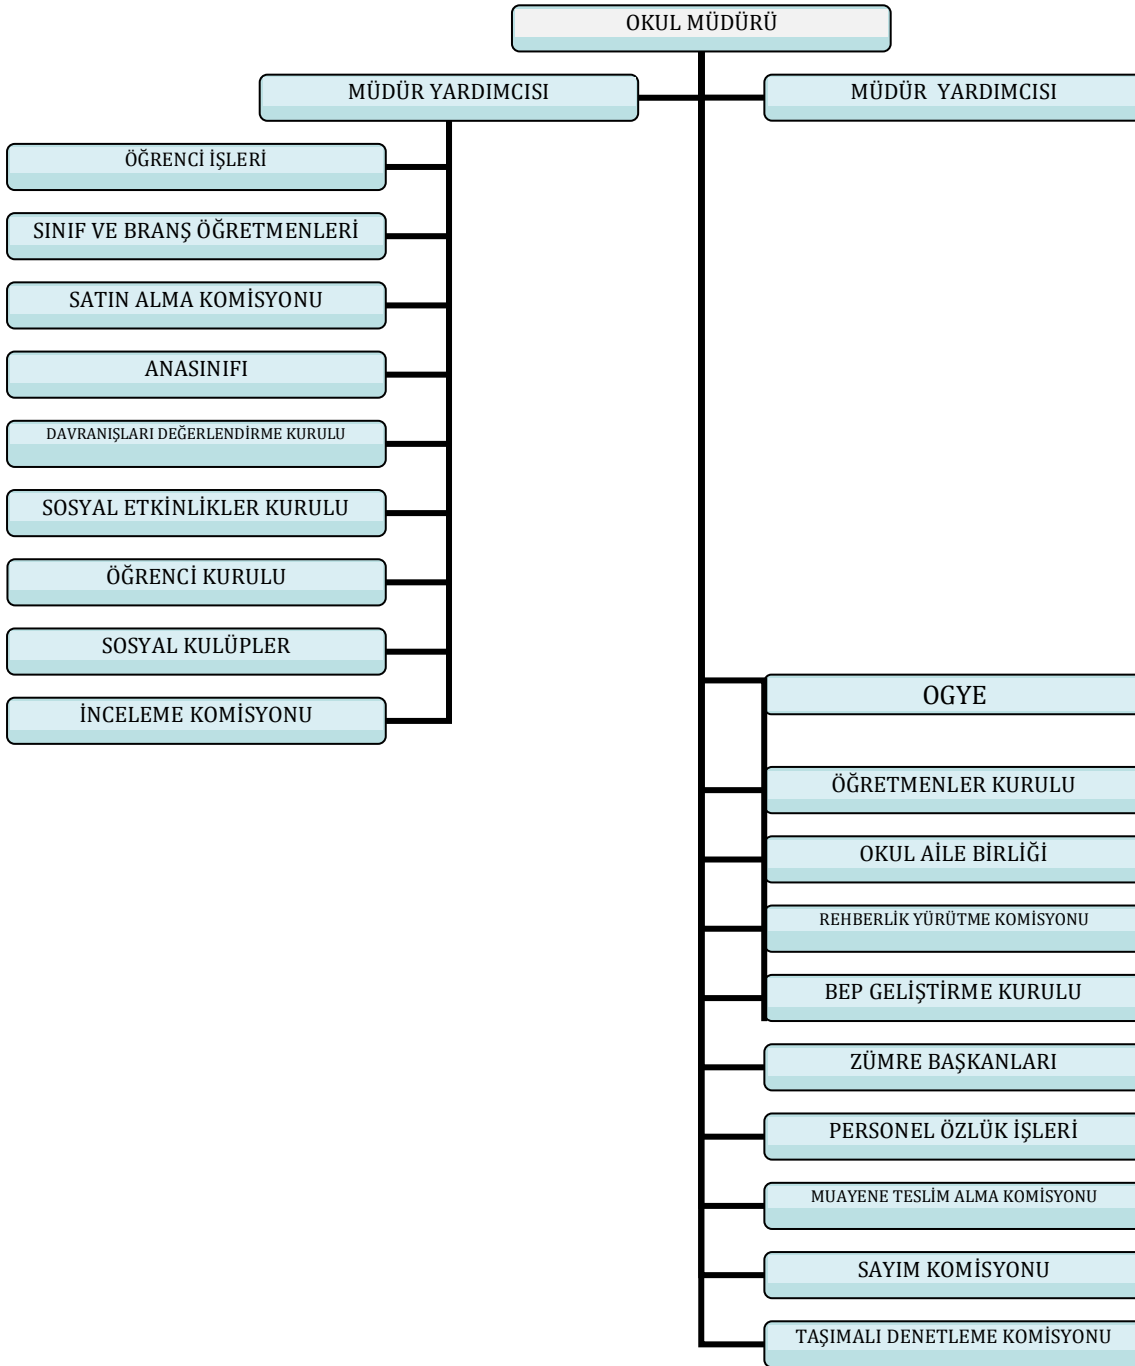 OKUL MÜDÜRÜ
MÜDÜR YARDIMCISI
MÜDÜR YARDIMCISI
ÖĞRENCİ İŞLERİ
SINIF VE BRANŞ ÖĞRETMENLERİ
SATIN ALMA KOMİSYONU
ANASINIFI
DAVRANIŞLARI DEĞERLENDİRME KURULU
SOSYAL ETKİNLİKLER KURULU
ÖĞRENCİ KURULU
SOSYAL KULÜPLER
İNCELEME KOMİSYONU
OGYE
ÖĞRETMENLER KURULU
OKUL AİLE BİRLİĞİ
REHBERLİK YÜRÜTME KOMİSYONU
BEP GELİŞTİRME KURULU
ZÜMRE BAŞKANLARI
PERSONEL ÖZLÜK İŞLERİ
MUAYENE TESLİM ALMA KOMİSYONU
SAYIM KOMİSYONU
TAŞIMALI DENETLEME KOMİSYONU